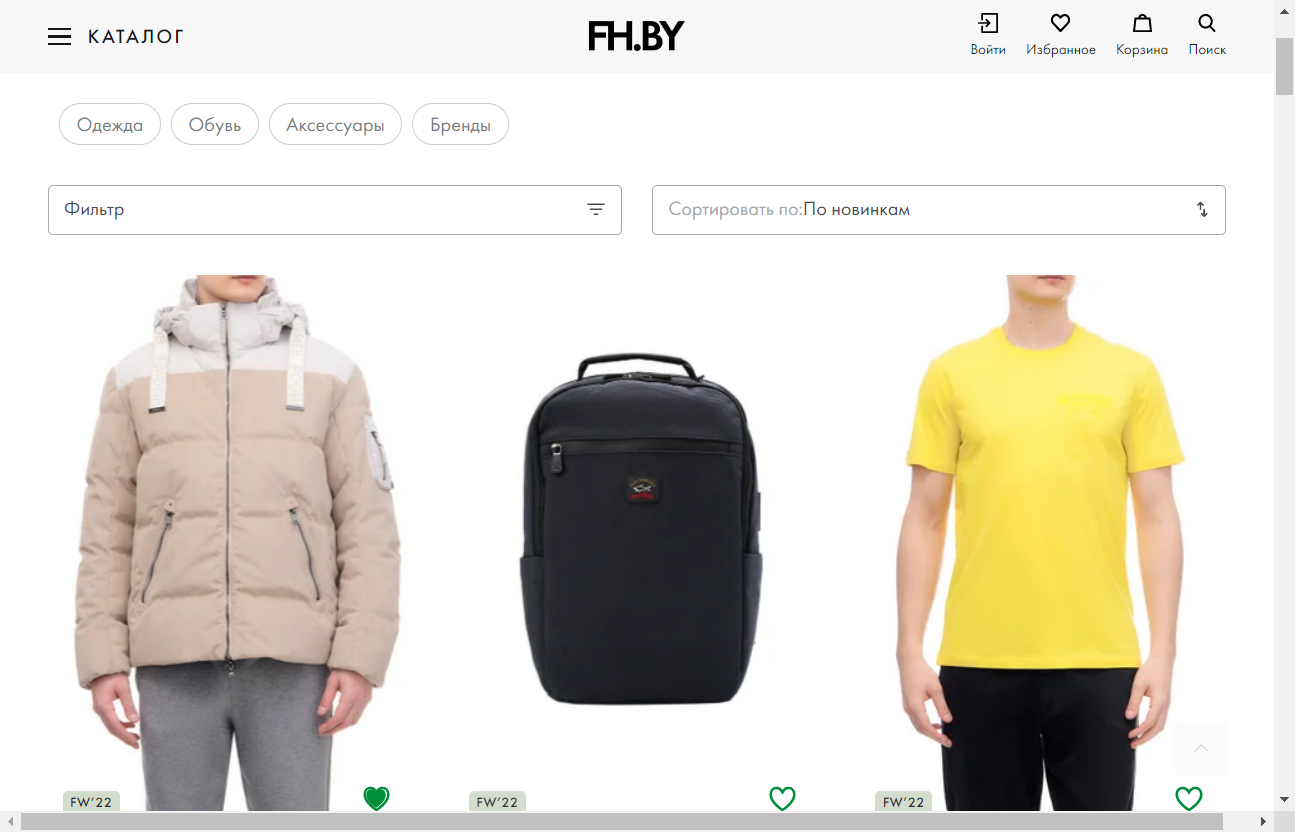 КАТАЛОГ
FH.BY
Войти
Избранное
Корзина
Поиск
Одежда
Обувь
Аксессуары
Бренды
Фильтр
Сортировать по:По новинкам
FW'22
FW'22
FW'22